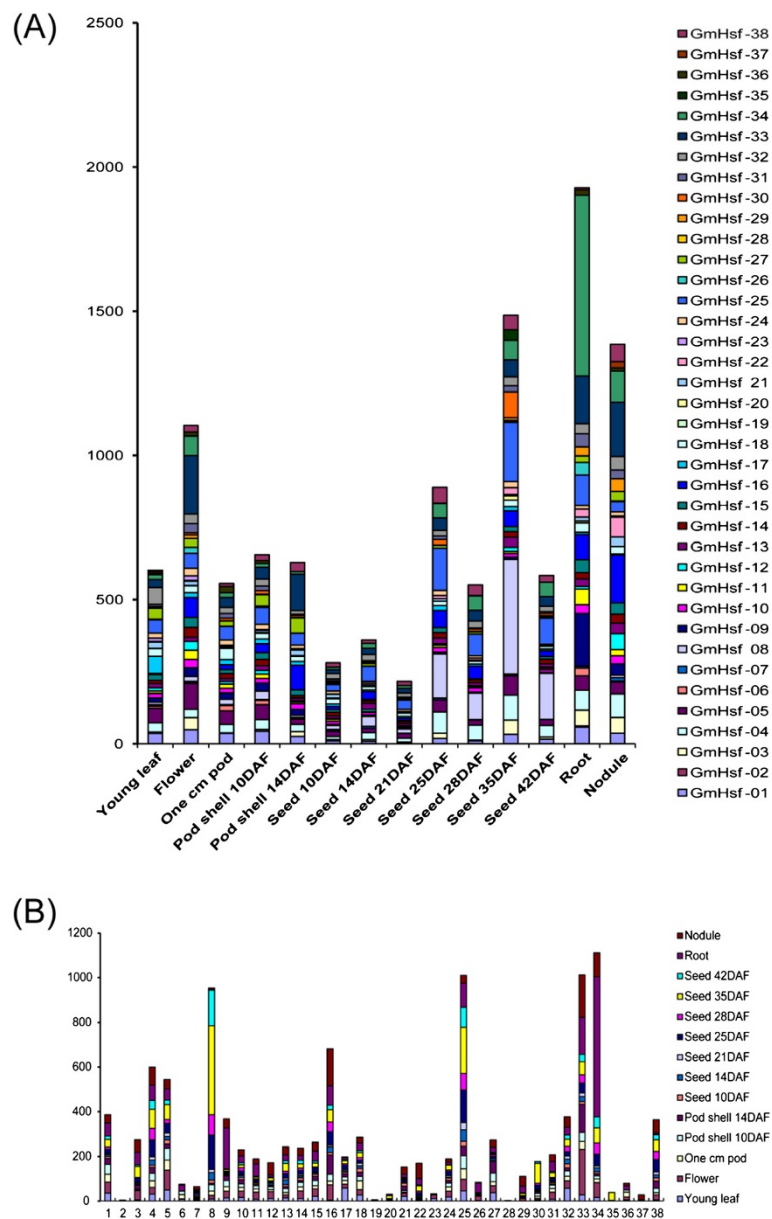 (A)
2500
2000
1500
1000
500
0
Young leaf
Flower
One cm pod
Pod shell 10DAF
Pod shell 14DAF
Seed 10DAF
Seed 14DAF
Seed 21DAF
Seed 25DAF
Seed 28DAF
Seed 35DAF
Seed 42DAF
Root
Nodule
GmHsf-38
GmHsf-37
GmHsf-36
GmHsf-35
GmHsf-34
GmHsf-33
GmHsf-32
GmHsf-31
GmHsf-30
GmHsf-29
GmHsf-28
GmHsf-27
GmHsf-26
GmHsf-25
GmHsf-24
GmHsf-23
GmHsf-22
GmHsf 21
GmHsf-20
GmHsf-19
GmHsf-18
GmHsf-17
GmHsf-16
GmHsf-15
GmHsf-14
GmHsf-13
GmHsf-12
GmHsf-11
GmHsf-10
GmHsf-09
GmHsf 08
GmHsf-07
GmHsf-06
GmHsf-05
GmHsf-04
GmHsf-03
GmHsf-02
GmHsf-01
(B)
1200
1000
800
600
400
200
0
1 2 3 4 5 6 7 8 9 10 11 12 13 14 15 16 17 18 19 20 21 22 23 24 25 26 27 28 29 30 31 32 33 34 35 36 37 38
Nodule
Root
Seed 42DAF
Seed 35DAF
Seed 28DAF
Seed 25DAF
Seed 21DAF
Seed 14DAF
Seed 10DAF
Pod shell 14DAF
Pod shell 10DAF
One cm pod
Flower
Young leaf